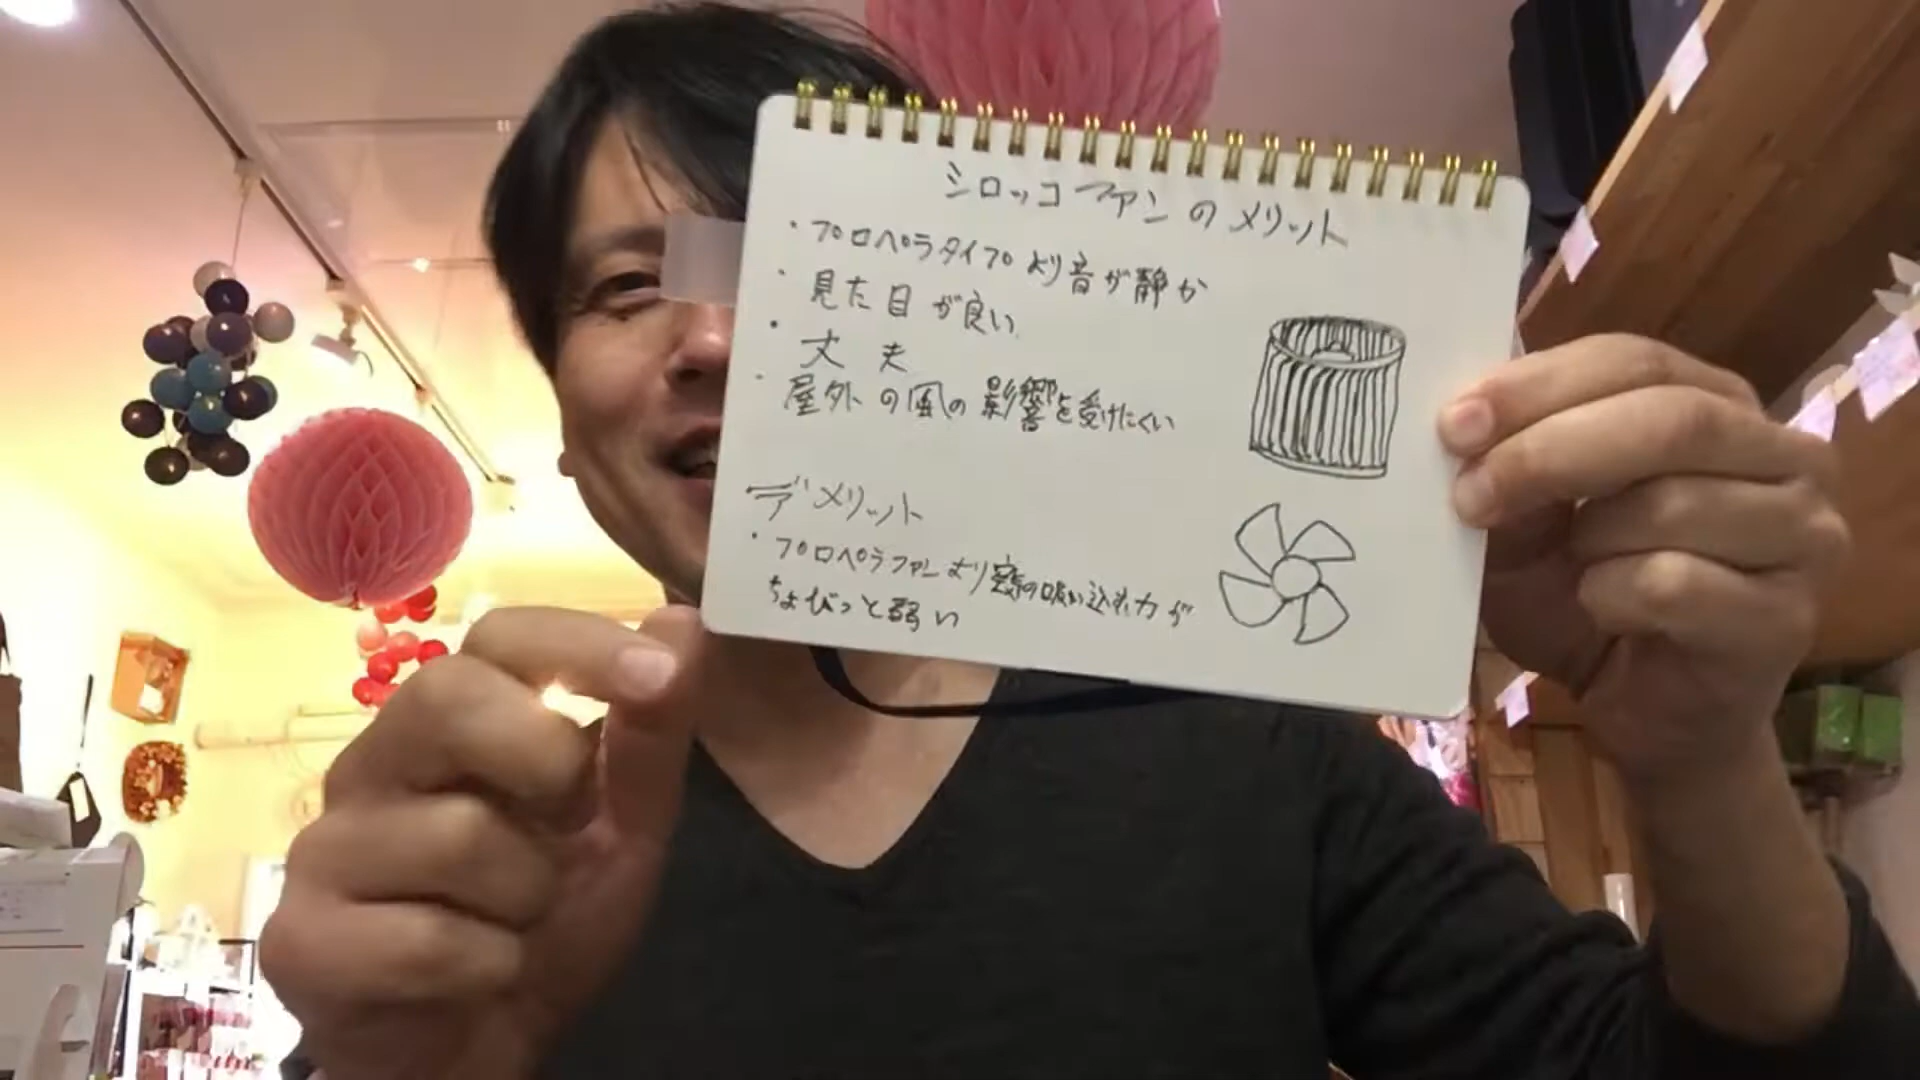 シロッコファンのメリット
・プロペラタイプより音が静か
・見た目が良い
・丈夫
・屋外の風の影響を受けにくい
デメリット
・プロペラファンより空気の吸い込む力が
ちょびっと弱い